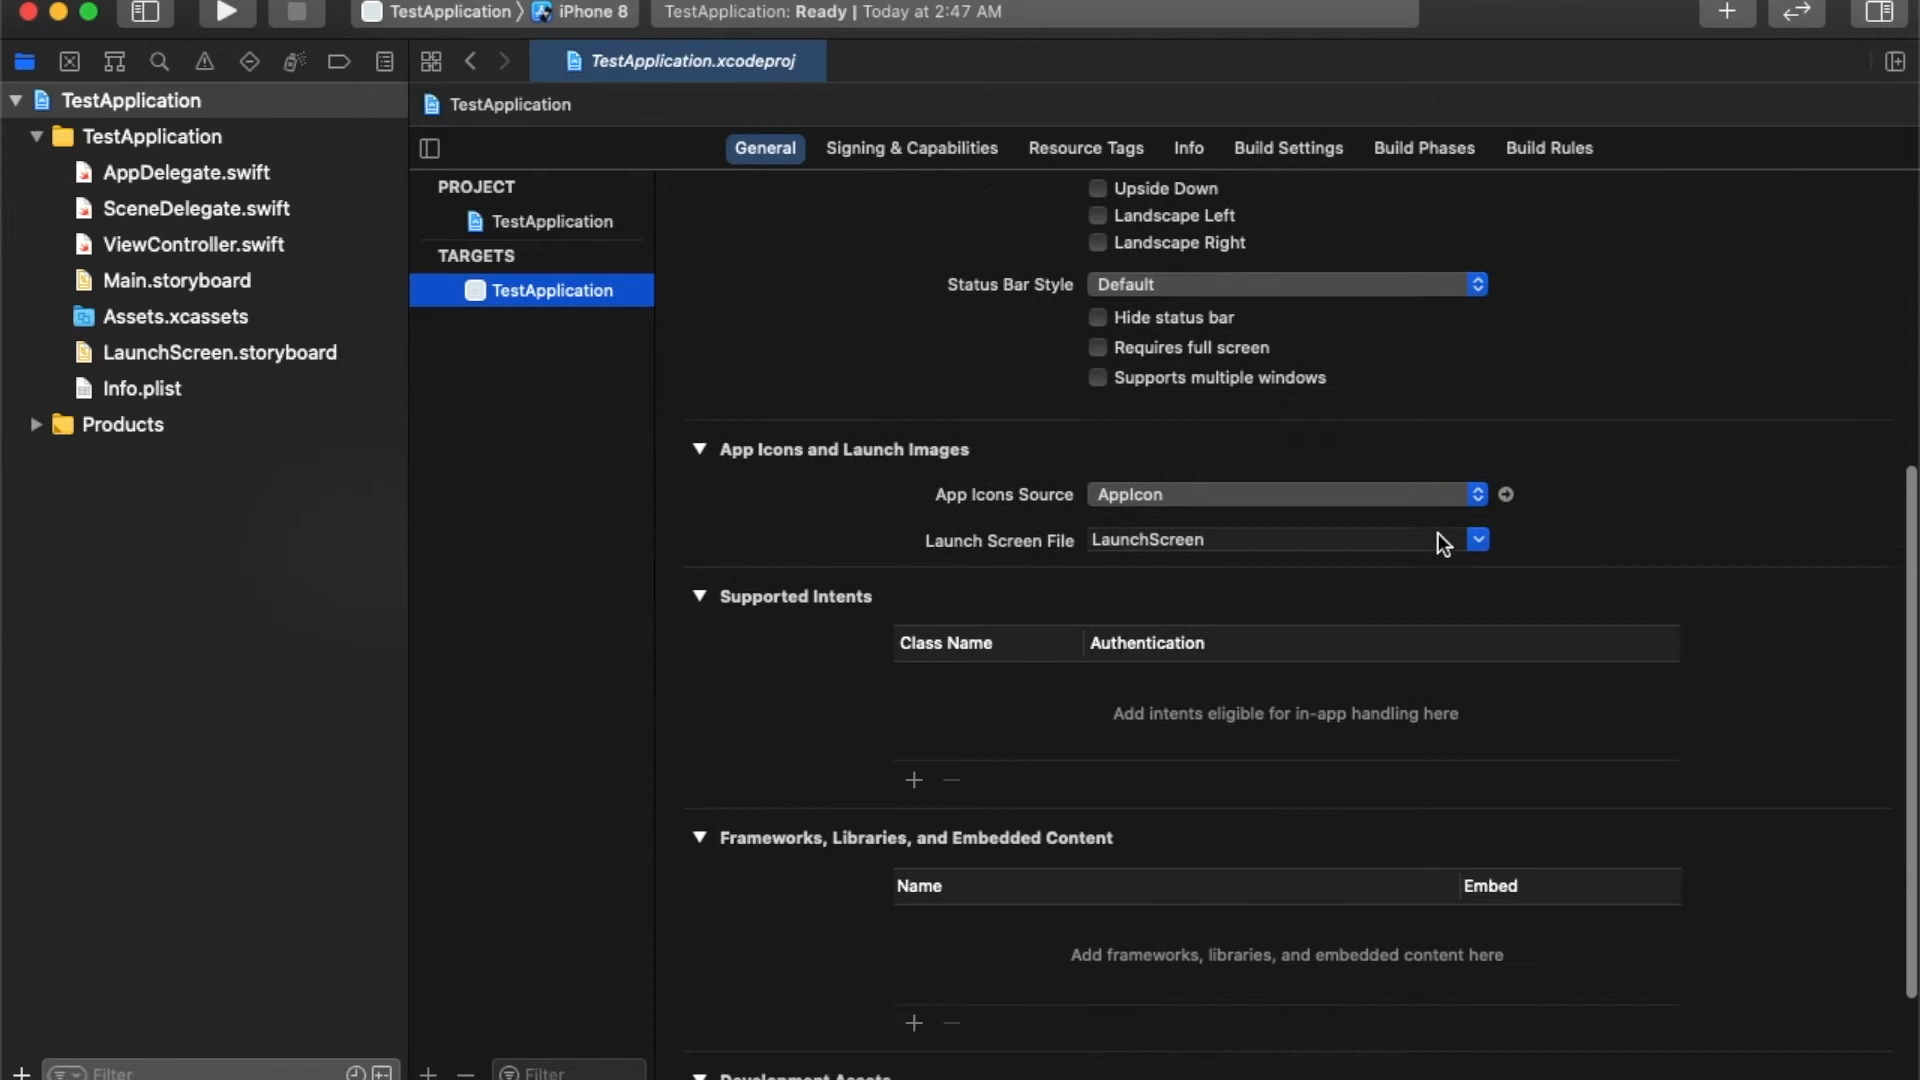 TestApplication ⟩ iPhone 8
TestApplication: Ready | Today at 2:47 AM
TestApplication.xcodeproj
TestApplication
TestApplication
AppDelegate.swift
SceneDelegate.swift
ViewController.swift
Main.storyboard
Assets.xcassets
LaunchScreen.storyboard
Info.plist
Products
Filter
TestApplication
General Signing & Capabilities Resource Tags Info Build Settings Build Phases Build Rules
PROJECT
TestApplication
TARGETS
TestApplication
Filter
Upside Down
Landscape Left
Landscape Right
Status Bar Style Default
Hide status bar
Requires full screen
Supports multiple windows
App Icons and Launch Images
App Icons Source AppIcon
Launch Screen File LaunchScreen
Supported Intents
Class Name Authentication
Add intents eligible for in-app handling here
Frameworks, Libraries, and Embedded Content
Name Embed
Add frameworks, libraries, and embedded content here
Development Assets